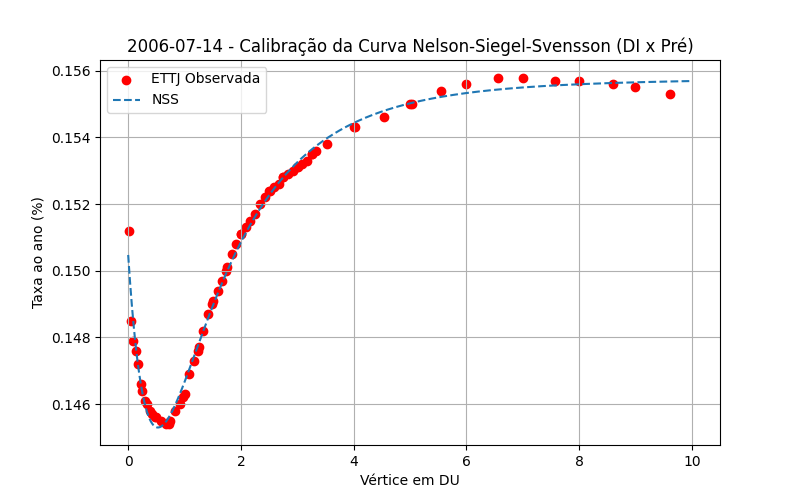 2006-07-14 - Calibração da Curva Nelson-Siegel-Svensson (DI x Pré)
ETTJ Observada
NSS
Taxa ao ano (%)
0.156
0.154
0.152
0.150
0.148
0.146
0
2
4
6
8
10
Vértice em DU